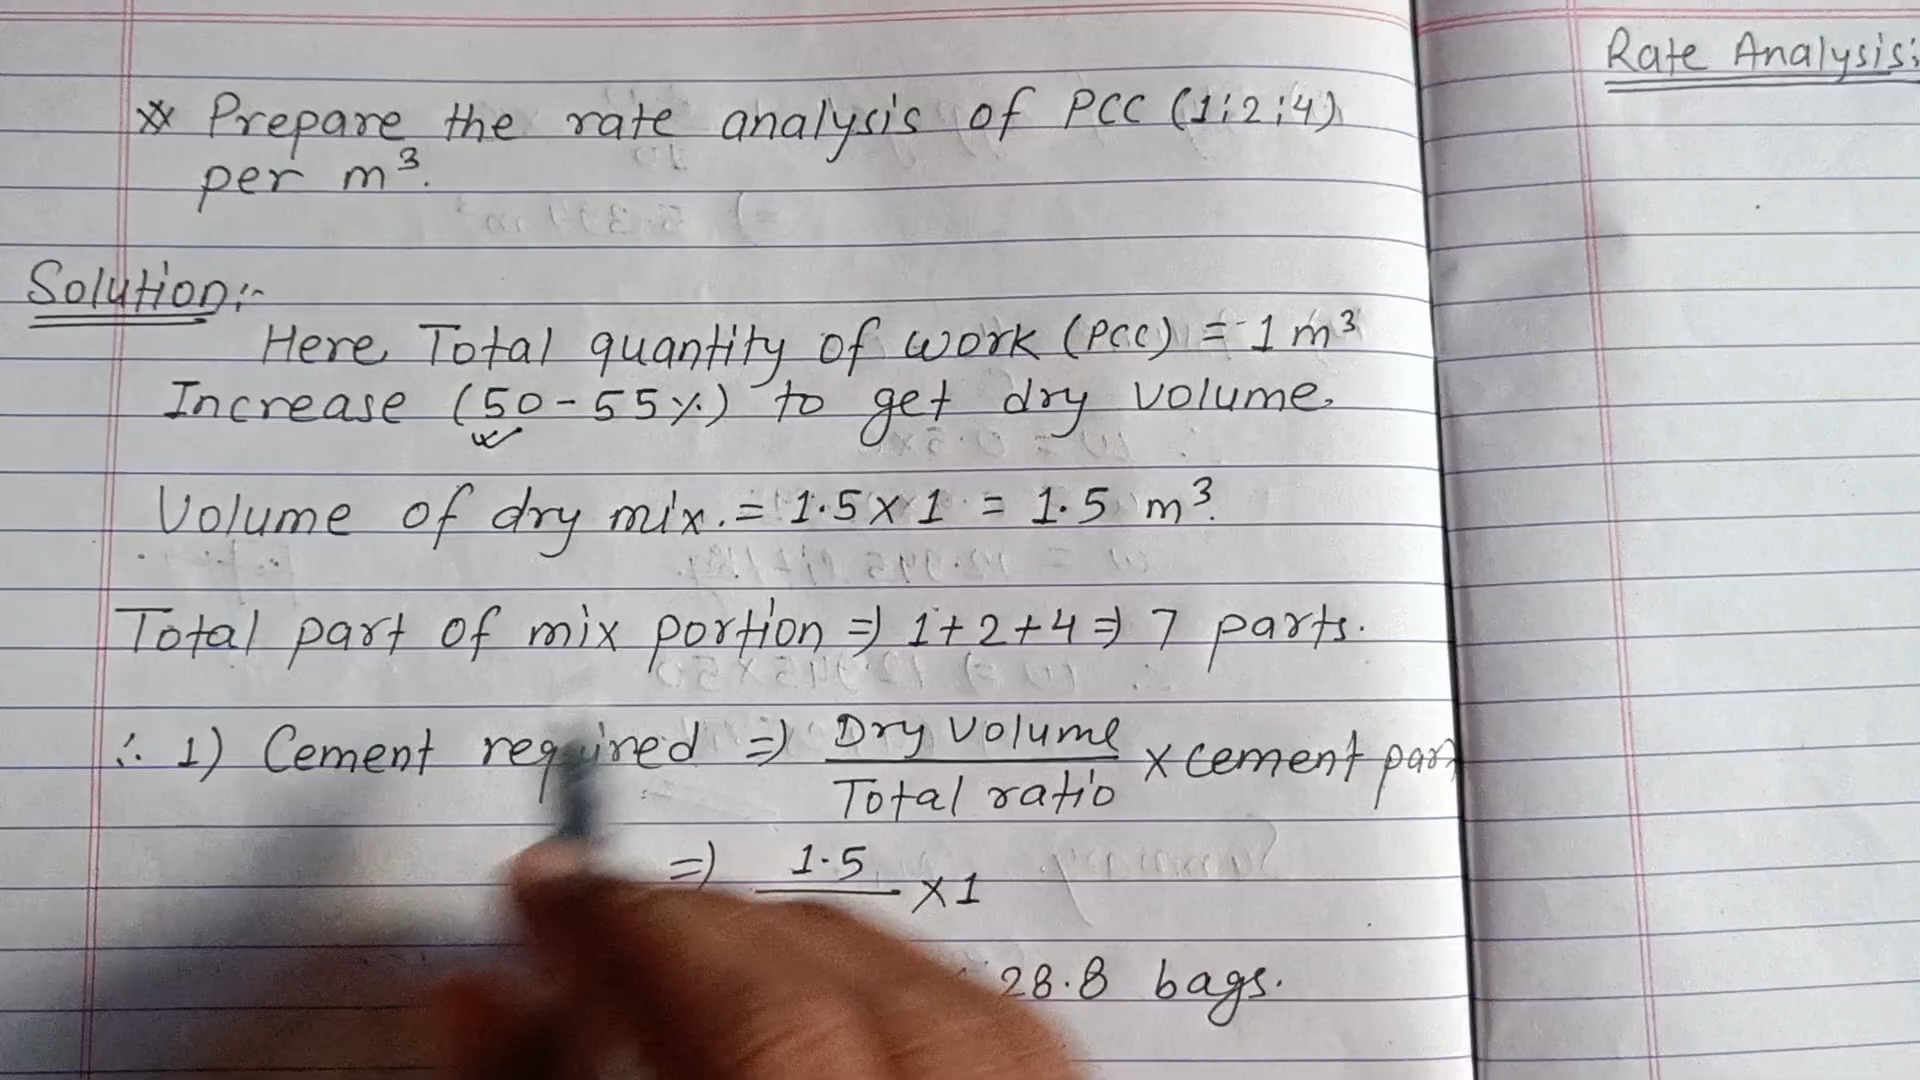 Prepare the rate analysis of PCC (1:2:4)
per m³.
Solution:-
Here Total quantity of work (PCC) = 1 m³
Increase (50-55%) to get dry volume.
Volume of dry mix. = 1.5 x 1 = 1.5 m³.
Total part of mix portion => 1+2+4 => 7 parts.
∴ 1) Cement required => Dry Volume / Total ratio x cement part
=> 1.5 x 1
28.8 bags.
Rate Analysis: